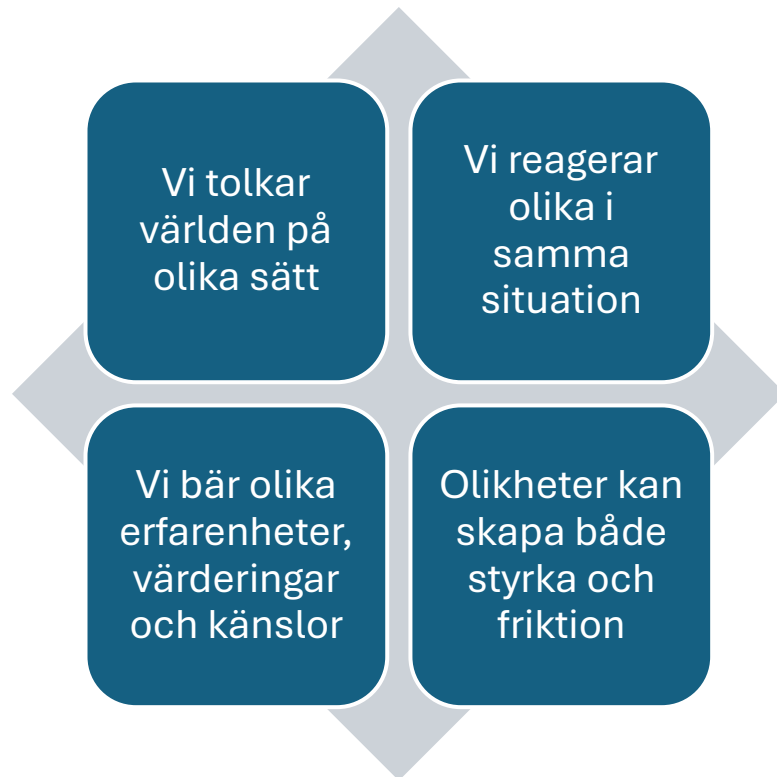 Vi tolkar
världen på
olika sätt
Vi reagerar
olika i
samma
situation
Vi bär olika
erfarenheter,
värderingar
och känslor
Olikheter kan
skapa både
styrka och
friktion